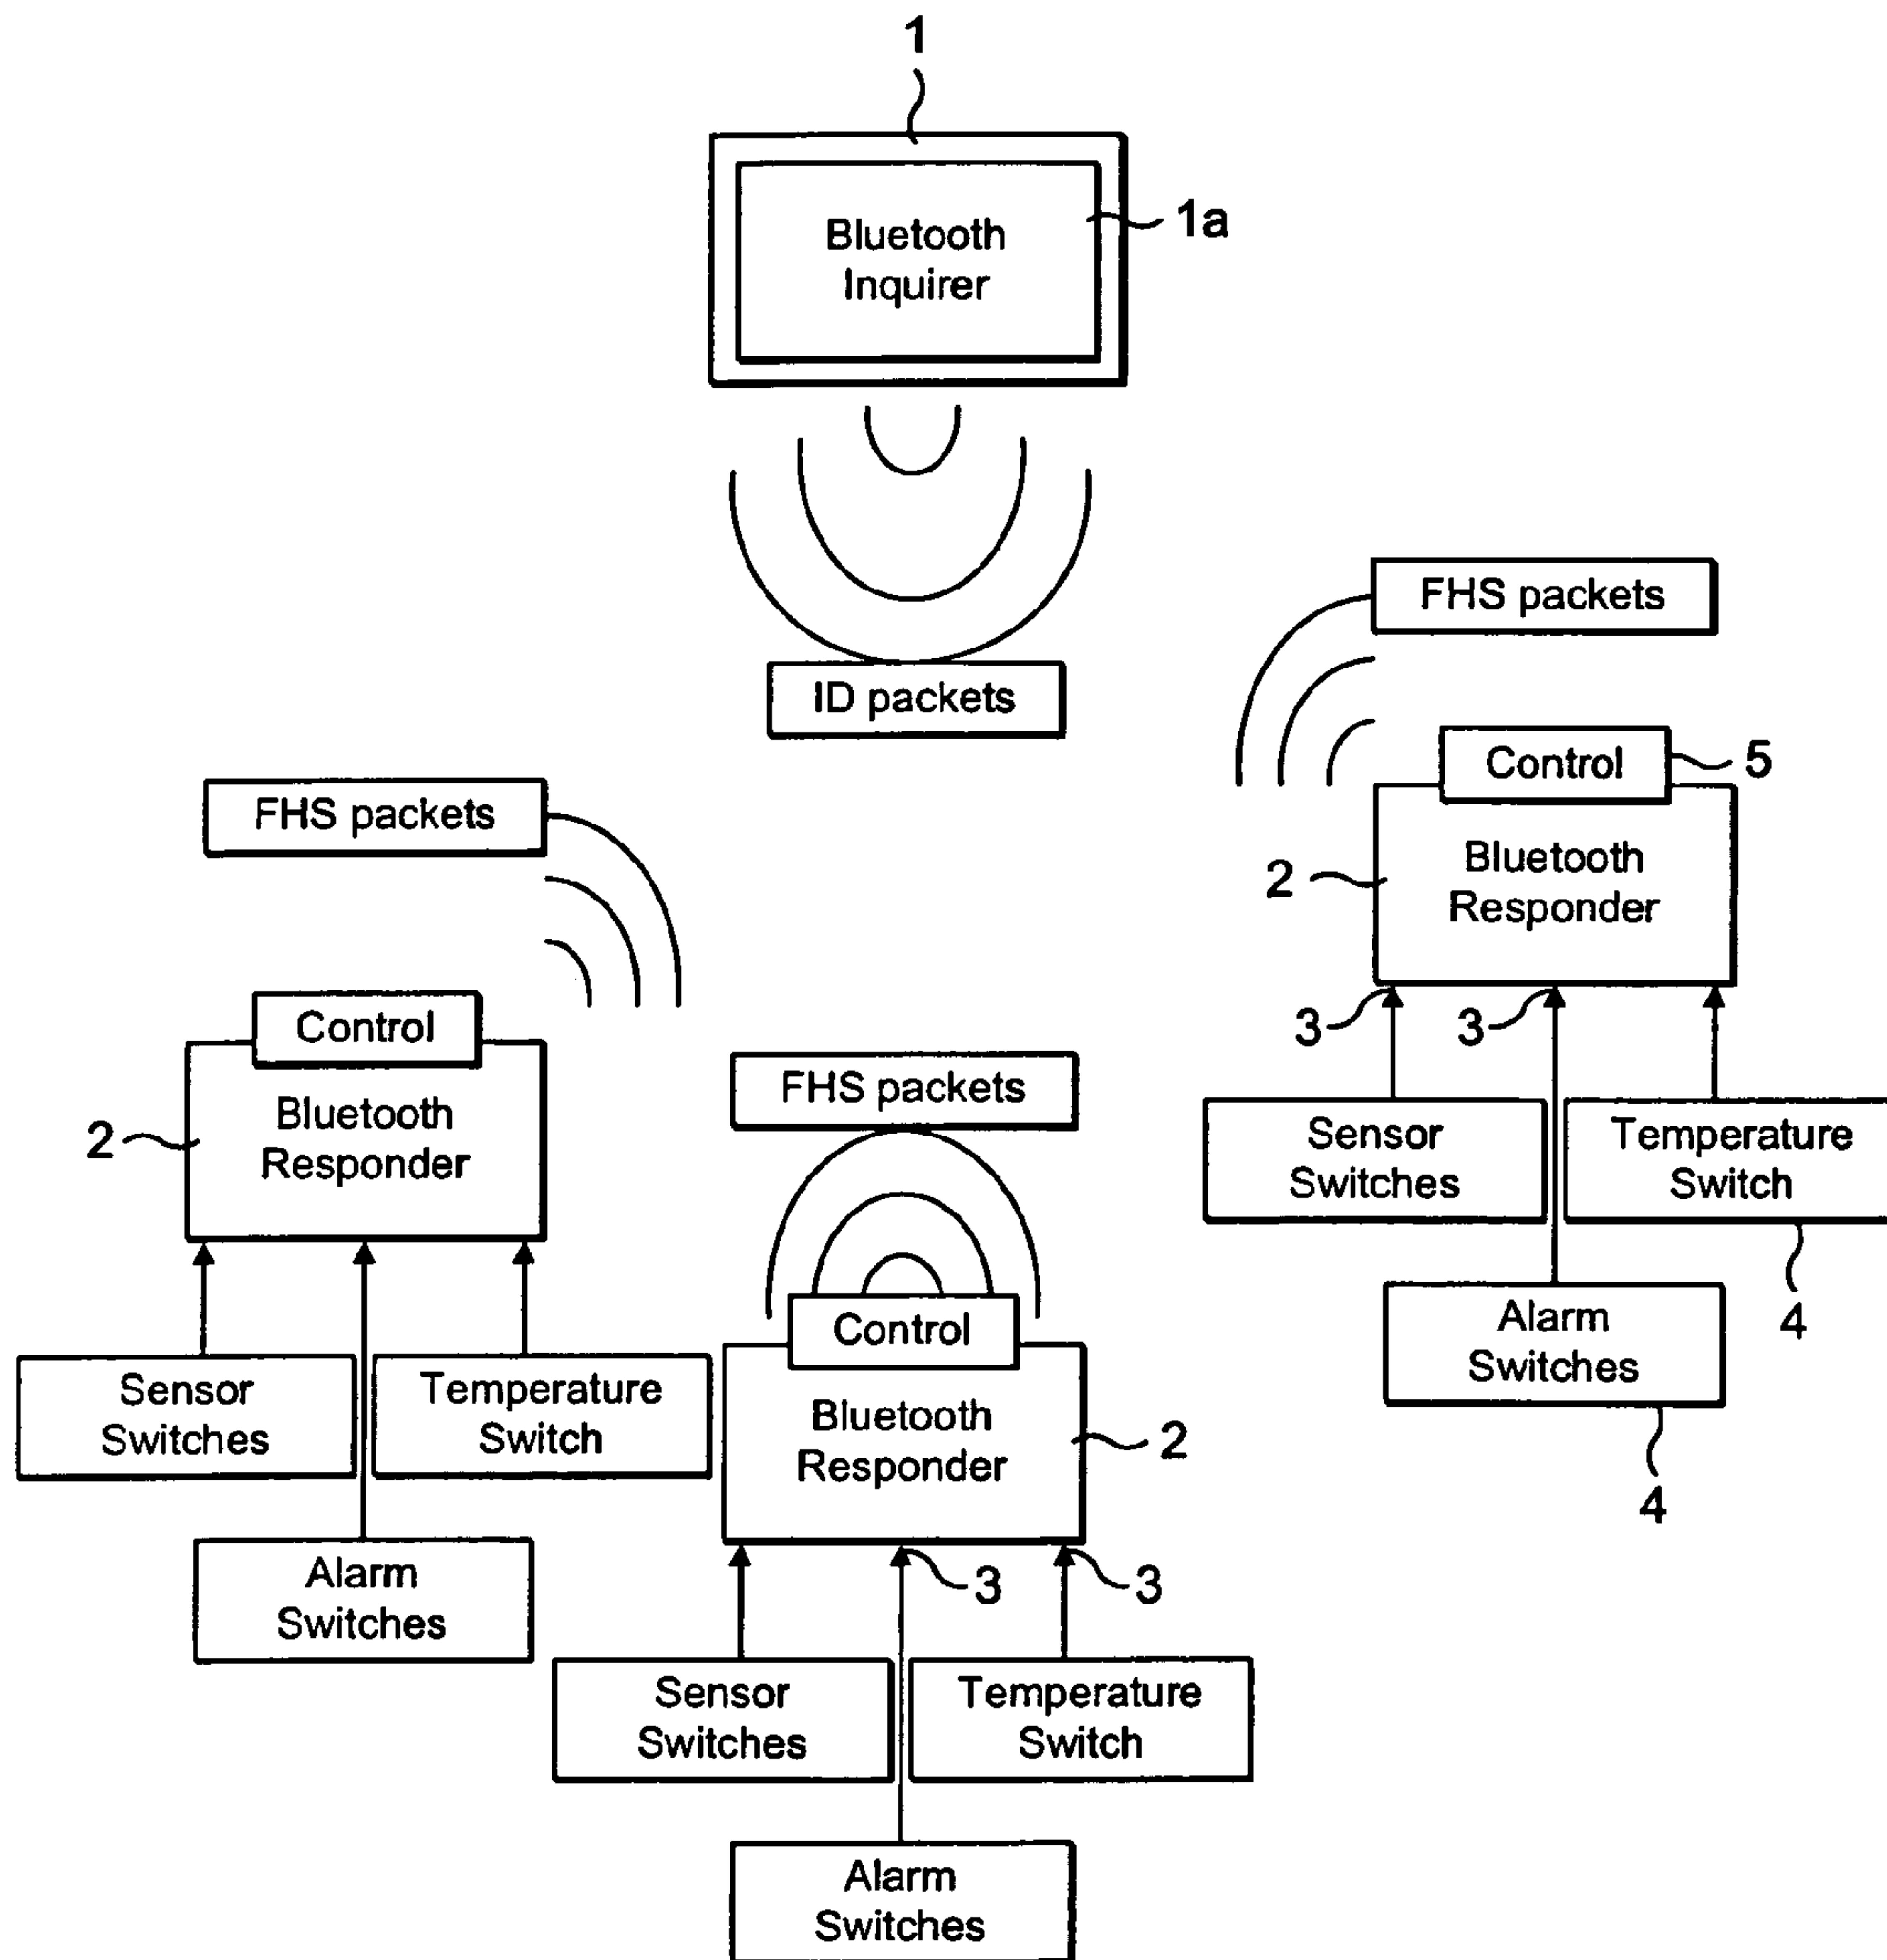 1
1a
Bluetooth
Inquirer
ID packets
FHS packets
Control
5
2
Bluetooth
Responder
3
3
Sensor
Switches
Temperature
Switch
4
Alarm
Switches
4
FHS packets
Control
2
Bluetooth
Responder
Sensor
Switches
Temperature
Switch
Alarm
Switches
FHS packets
Control
Bluetooth
Responder
2
3
3
Sensor
Switches
Temperature
Switch
Alarm
Switches